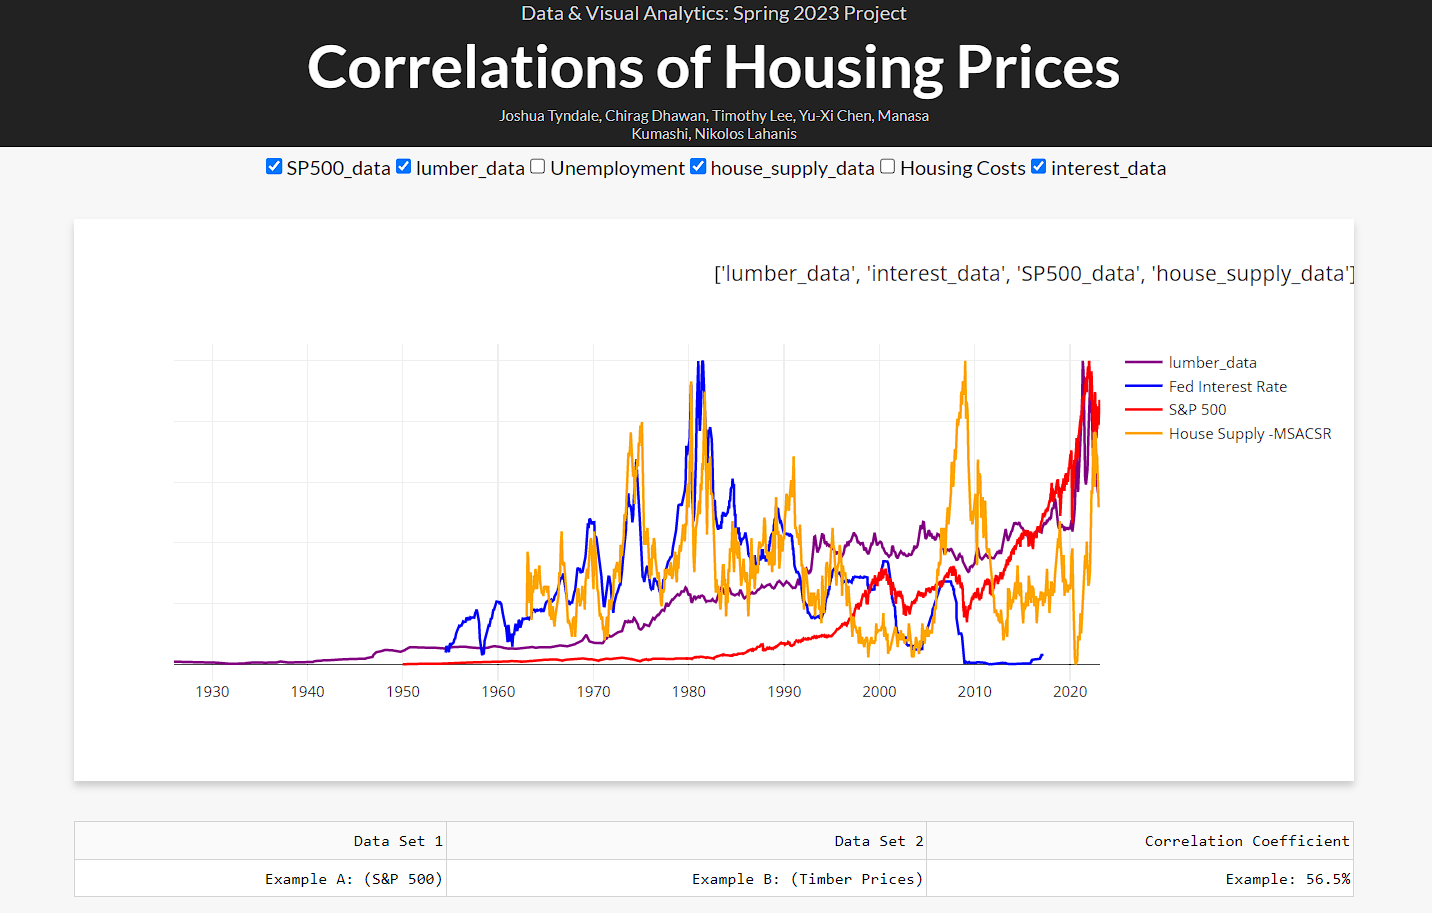 Data & Visual Analytics: Spring 2023 Project
Correlations of Housing Prices
Joshua Tyndale, Chirag Dhawan, Timothy Lee, Yu-Xi Chen, Manasa
Kumashi, Nikolos Lahanis
SP500_data lumber_data Unemployment house_supply_data Housing Costs interest_data
['lumber_data', 'interest_data', 'SP500_data', 'house_supply_data']
lumber_data
Fed Interest Rate
S&P 500
House Supply -MSACSR
1930 1940 1950 1960 1970 1980 1990 2000 2010 2020
Data Set 1 Data Set 2 Correlation Coefficient
Example A: (S&P 500) Example B: (Timber Prices) Example: 56.5%